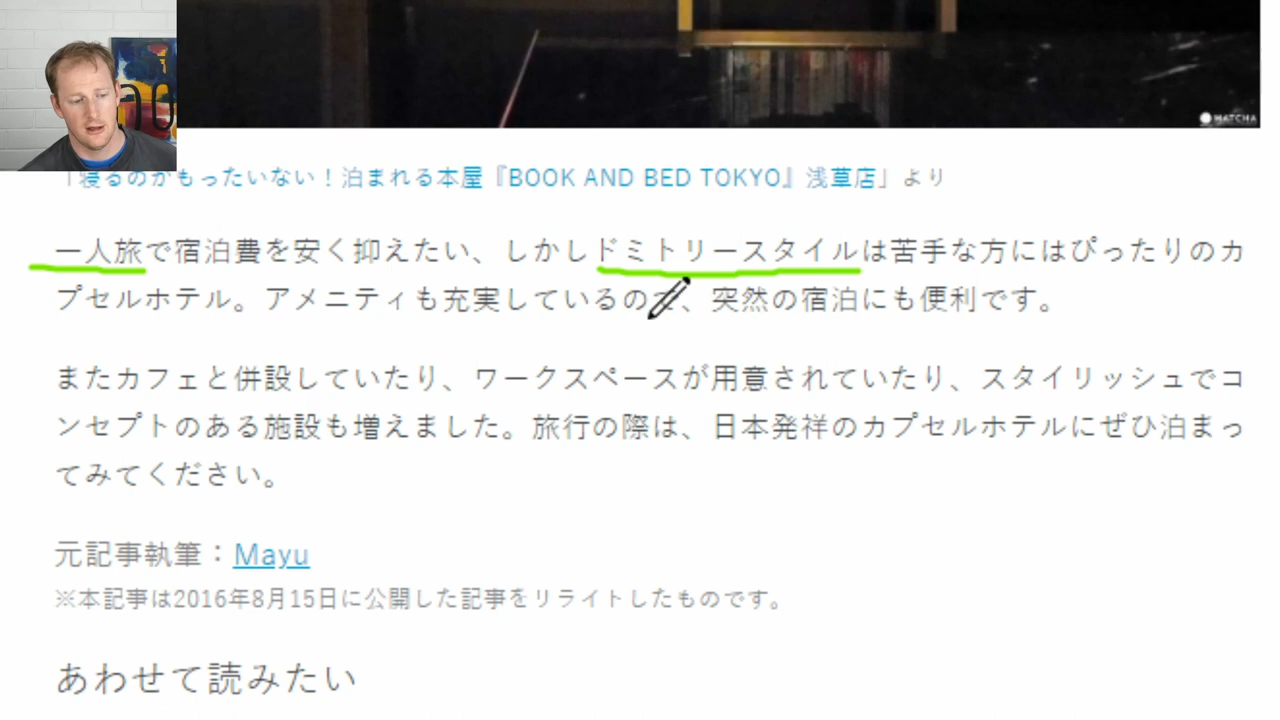 MATCHA
「寝るのがもったいない！泊まれる本屋『BOOK AND BED TOKYO』浅草店」より
一人旅で宿泊費を安く抑えたい、しかしドミトリースタイルは苦手な方にはぴったりのカ
プセルホテル。アメニティも充実しているので、突然の宿泊にも便利です。
またカフェと併設していたり、ワークスペースが用意されていたり、スタイリッシュでコ
ンセプトのある施設も増えました。旅行の際は、日本発祥のカプセルホテルにぜひ泊まっ
てみてください。
元記事執筆：Mayu
※本記事は2016年8月15日に公開した記事をリライトしたものです。
あわせて読みたい